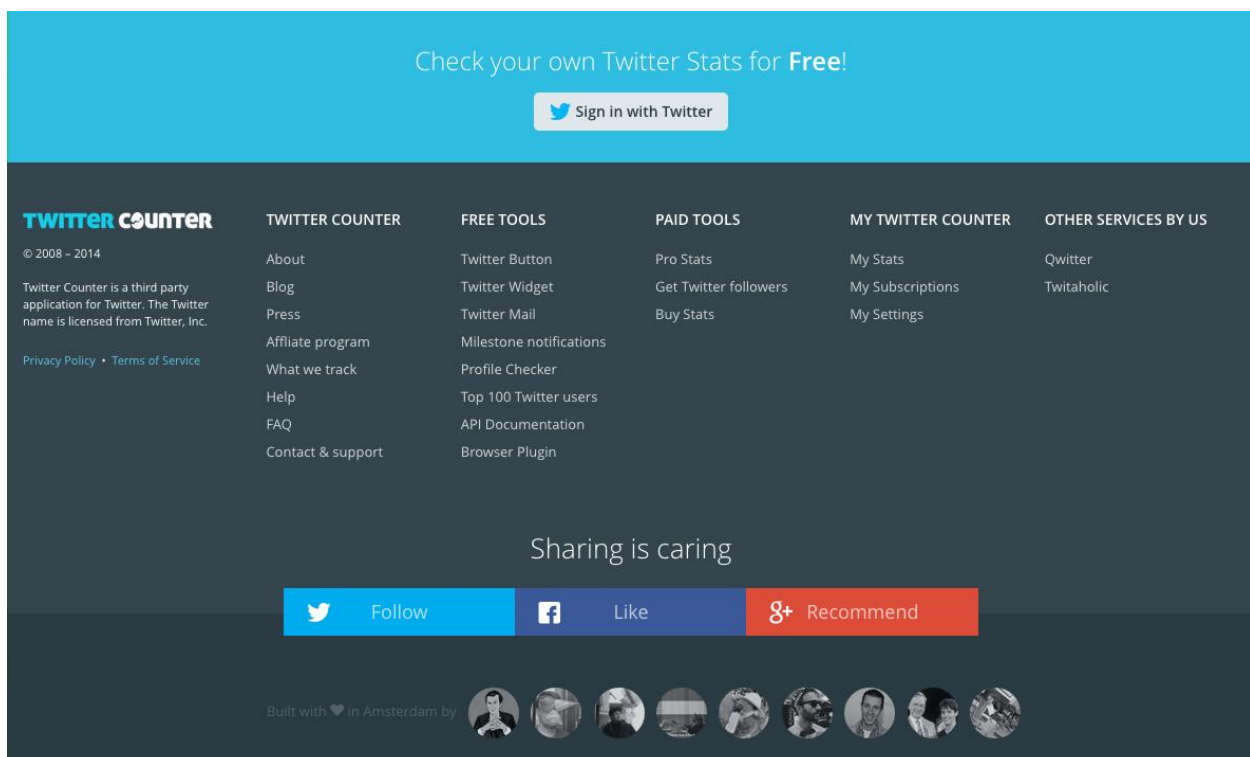 Check your own Twitter Stats for Free!
Sign in with Twitter
TWITTER COUNTER
© 2008 – 2014
Twitter Counter is a third party
application for Twitter. The Twitter
name is licensed from Twitter, Inc.
Privacy Policy • Terms of Service
TWITTER COUNTER
About
Blog
Press
Affliate program
What we track
Help
FAQ
Contact & support
FREE TOOLS
Twitter Button
Twitter Widget
Twitter Mail
Milestone notifications
Profile Checker
Top 100 Twitter users
API Documentation
Browser Plugin
PAID TOOLS
Pro Stats
Get Twitter followers
Buy Stats
MY TWITTER COUNTER
My Stats
My Subscriptions
My Settings
OTHER SERVICES BY US
Qwitter
Twitaholic
Sharing is caring
Follow
Like
g+ Recommend
Built with ♥ in Amsterdam by